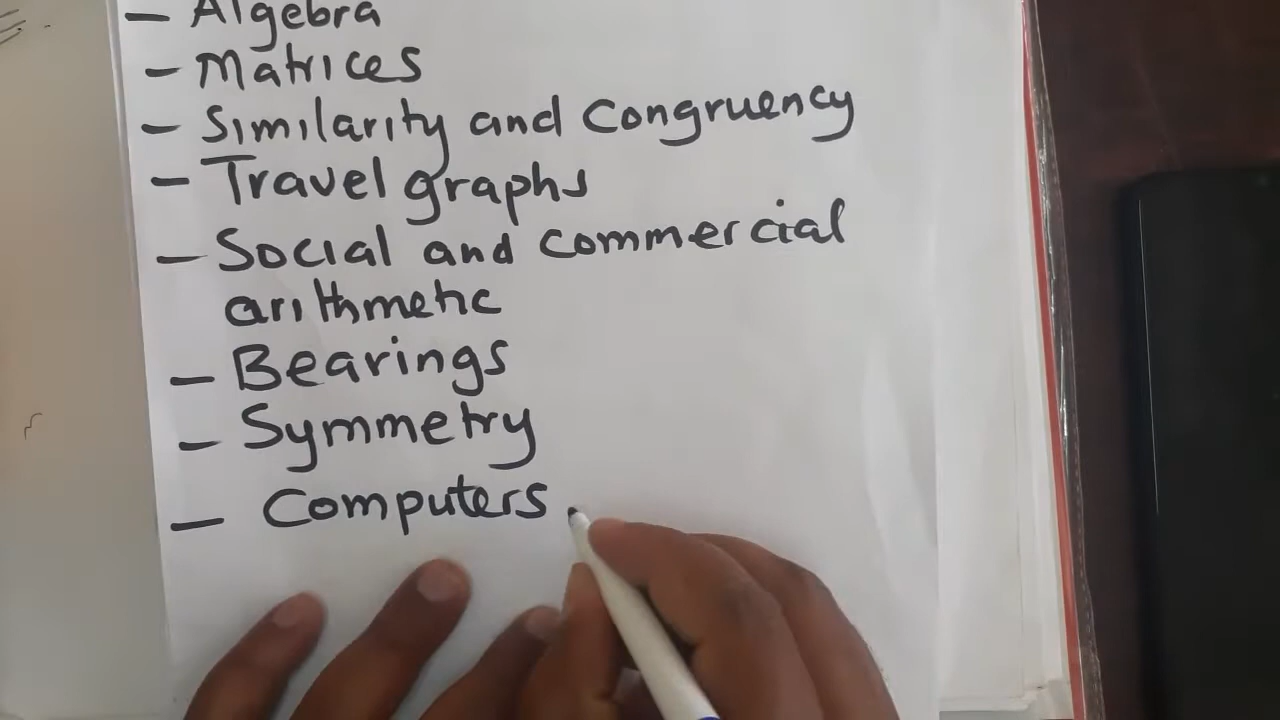 – Algebra
– Matrices
– Similarity and Congruency
– Travel graphs
– Social and commercial
arithmetic
– Bearings
– Symmetry
– Computers